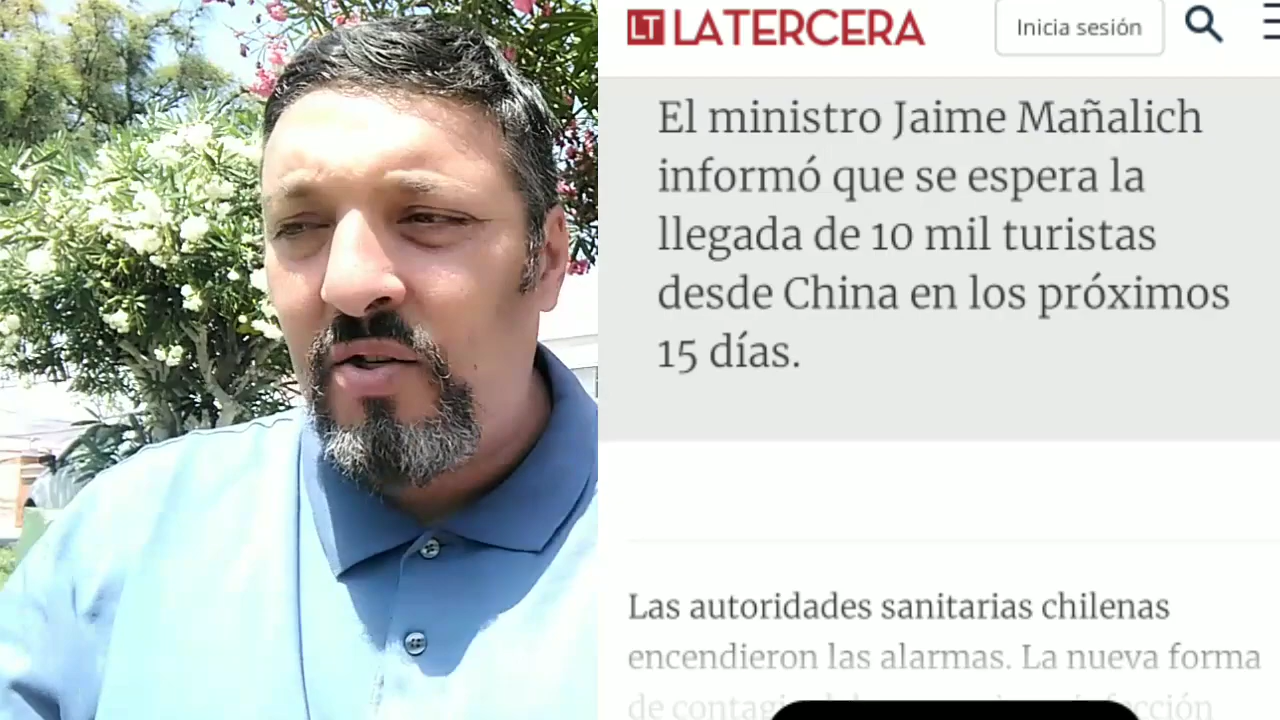 LT LATERCERA
Inicia sesión
El ministro Jaime Mañalich
informó que se espera la
llegada de 10 mil turistas
desde China en los próximos
15 días.
Las autoridades sanitarias chilenas
encendieron las alarmas. La nueva forma
de